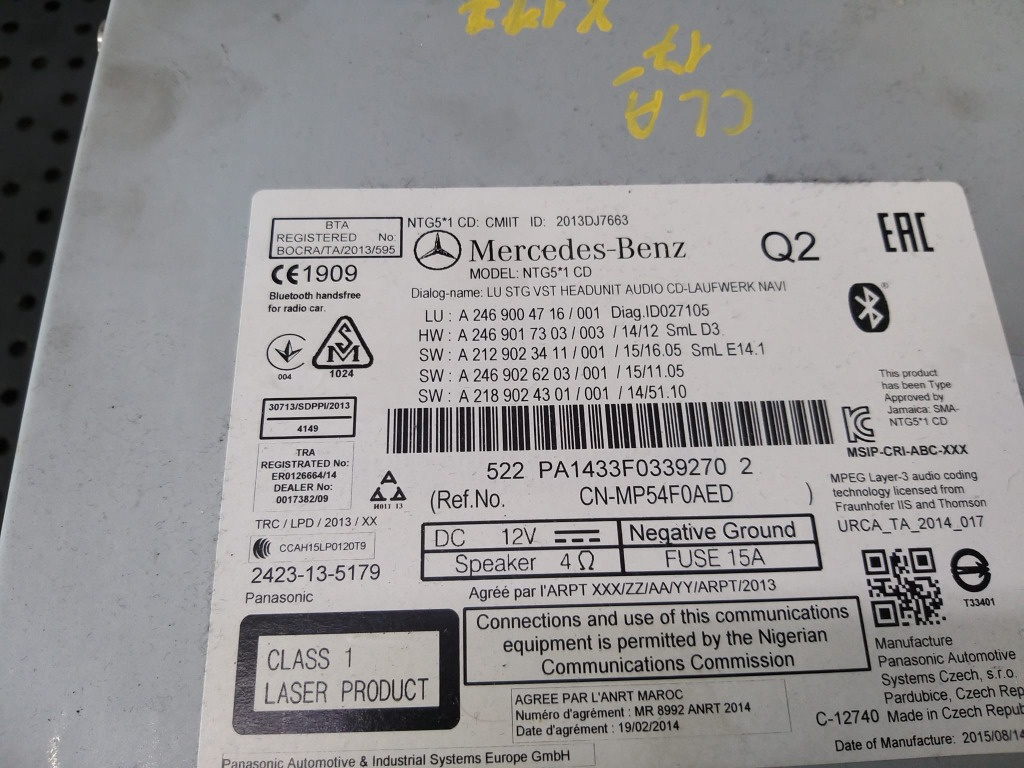 X117
17
CLA
BTA
REGISTERED No:
BOCRA/TA/2013/595
NTG5*1 CD: CMIIT ID: 2013DJ7663
Mercedes-Benz
MODEL: NTG5*1 CD
Q2
EAC
CE1909
Bluetooth handsfree
for radio car.
Dialog-name: LU STG VST HEADUNIT AUDIO CD-LAUFWERK NAVI
LU : A 246 900 47 16 / 001 Diag.ID027105
HW : A 246 901 73 03 / 003 / 14/12 SmL D3
SW : A 212 902 34 11 / 001 / 15/16.05 SmL E14.1
SW : A 246 902 62 03 / 001 / 15/11.05
SW : A 218 902 43 01 / 001 / 14/51.10
004
SM
1024
30713/SDPPI/2013
4149
This product
has been Type
Approved by
Jamaica: SMA-
NTG5*1 CD
MSIP-CRI-ABC-XXX
TRA
REGISTRATED No:
ER0126664/14
DEALER No:
0017382/09
H011 13
522 PA1433F0339270 2
(Ref.No. CN-MP54F0AED )
MPEG Layer-3 audio coding
technology licensed from
Fraunhofer IIS and Thomson
URCA_TA_2014_017
TRC / LPD / 2013 / XX
CCAH15LP0120T9
2423-13-5179
Panasonic
DC 12V Negative Ground
Speaker 4 Ω FUSE 15A
Agréé par l'ARPT XXX/ZZ/AA/YY/ARPT/2013
T33401
CLASS 1
LASER PRODUCT
Connections and use of this communications
equipment is permitted by the Nigerian
Communications Commission
AGREE PAR L'ANRT MAROC
Numéro d'agrément : MR 8992 ANRT 2014
Date d'agrément : 19/02/2014
Manufacture
Panasonic Automotive
Systems Czech, s.r.o.
Pardubice, Czech Rep
C-12740 Made in Czech Repub
Date of Manufacture: 2015/08/14
Panasonic Automotive & Industrial Systems Europe GmbH